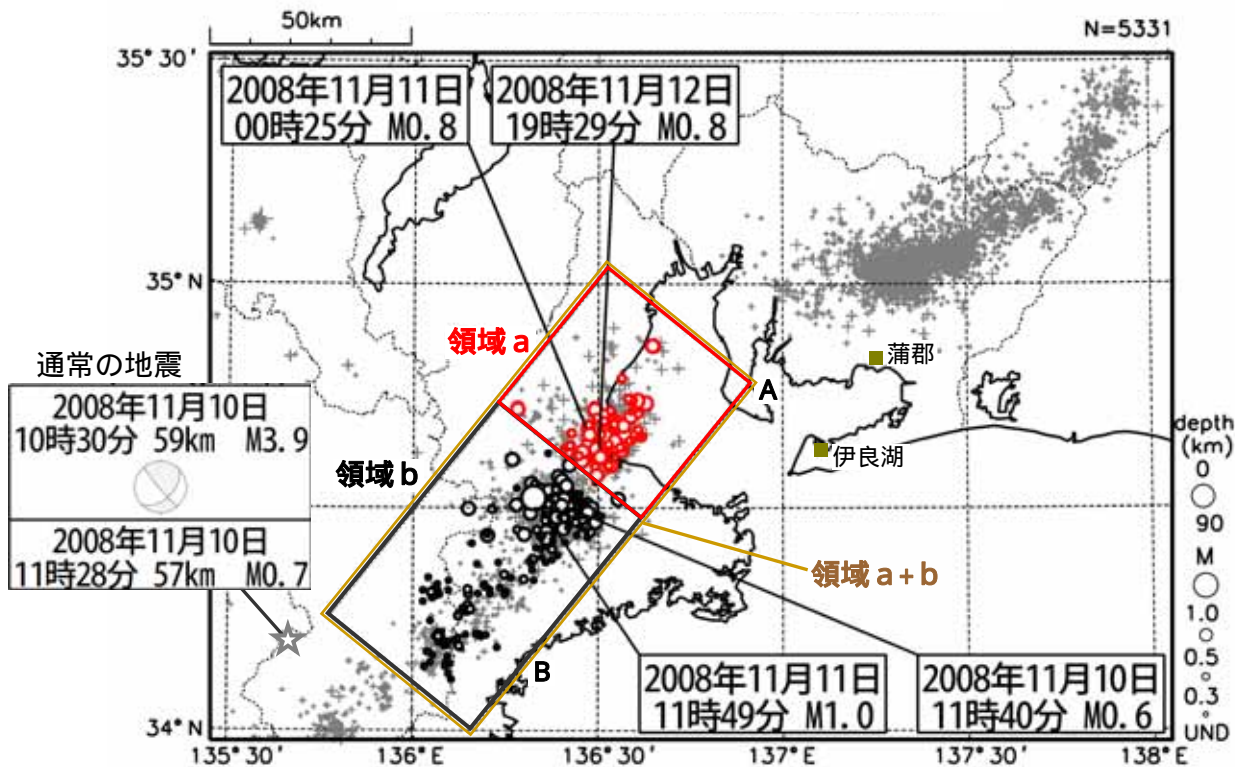 50km
N=5331
35°30'
2008年11月11日
00時25分 M0.8
2008年11月12日
19時29分 M0.8
35°N
領域a
蒲郡
A
通常の地震
2008年11月10日
10時30分 59km M3.9
伊良湖
depth
(km)
0
90
M
1.0
0.5
0.3
UND
領域b
2008年11月10日
11時28分 57km M0.7
領域a+b
B
2008年11月11日
11時49分 M1.0
2008年11月10日
11時40分 M0.6
34°N
135°30'
136°E
136°30'
137°E
137°30'
138°E